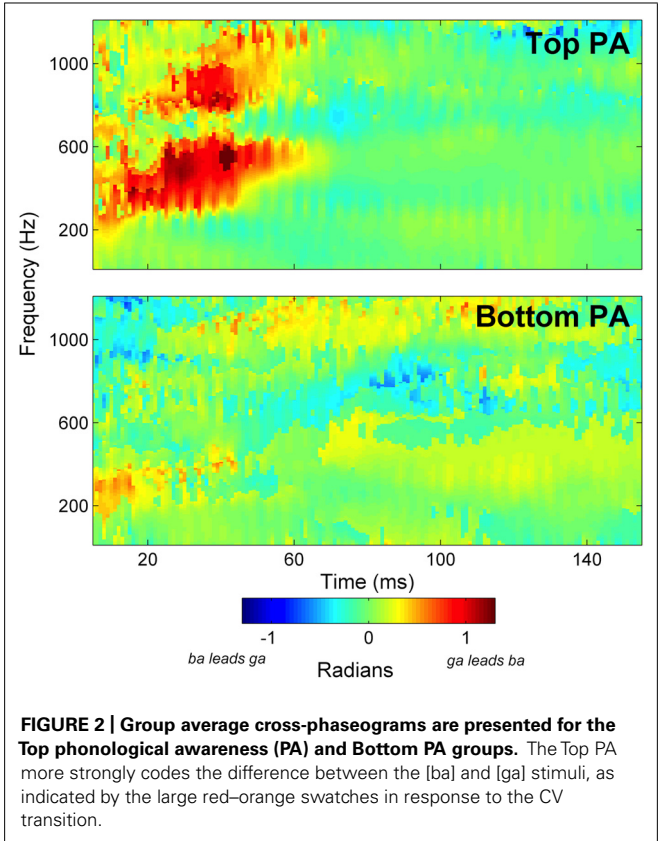 Top PA
1000
600
200
Frequency (Hz)
Bottom PA
1000
600
200
20 60 100 140
Time (ms)
-1 0 1
ba leads ga ga leads ba
Radians
FIGURE 2 | Group average cross-phaseograms are presented for the
Top phonological awareness (PA) and Bottom PA groups. The Top PA
more strongly codes the difference between the [ba] and [ga] stimuli, as
indicated by the large red–orange swatches in response to the CV
transition.